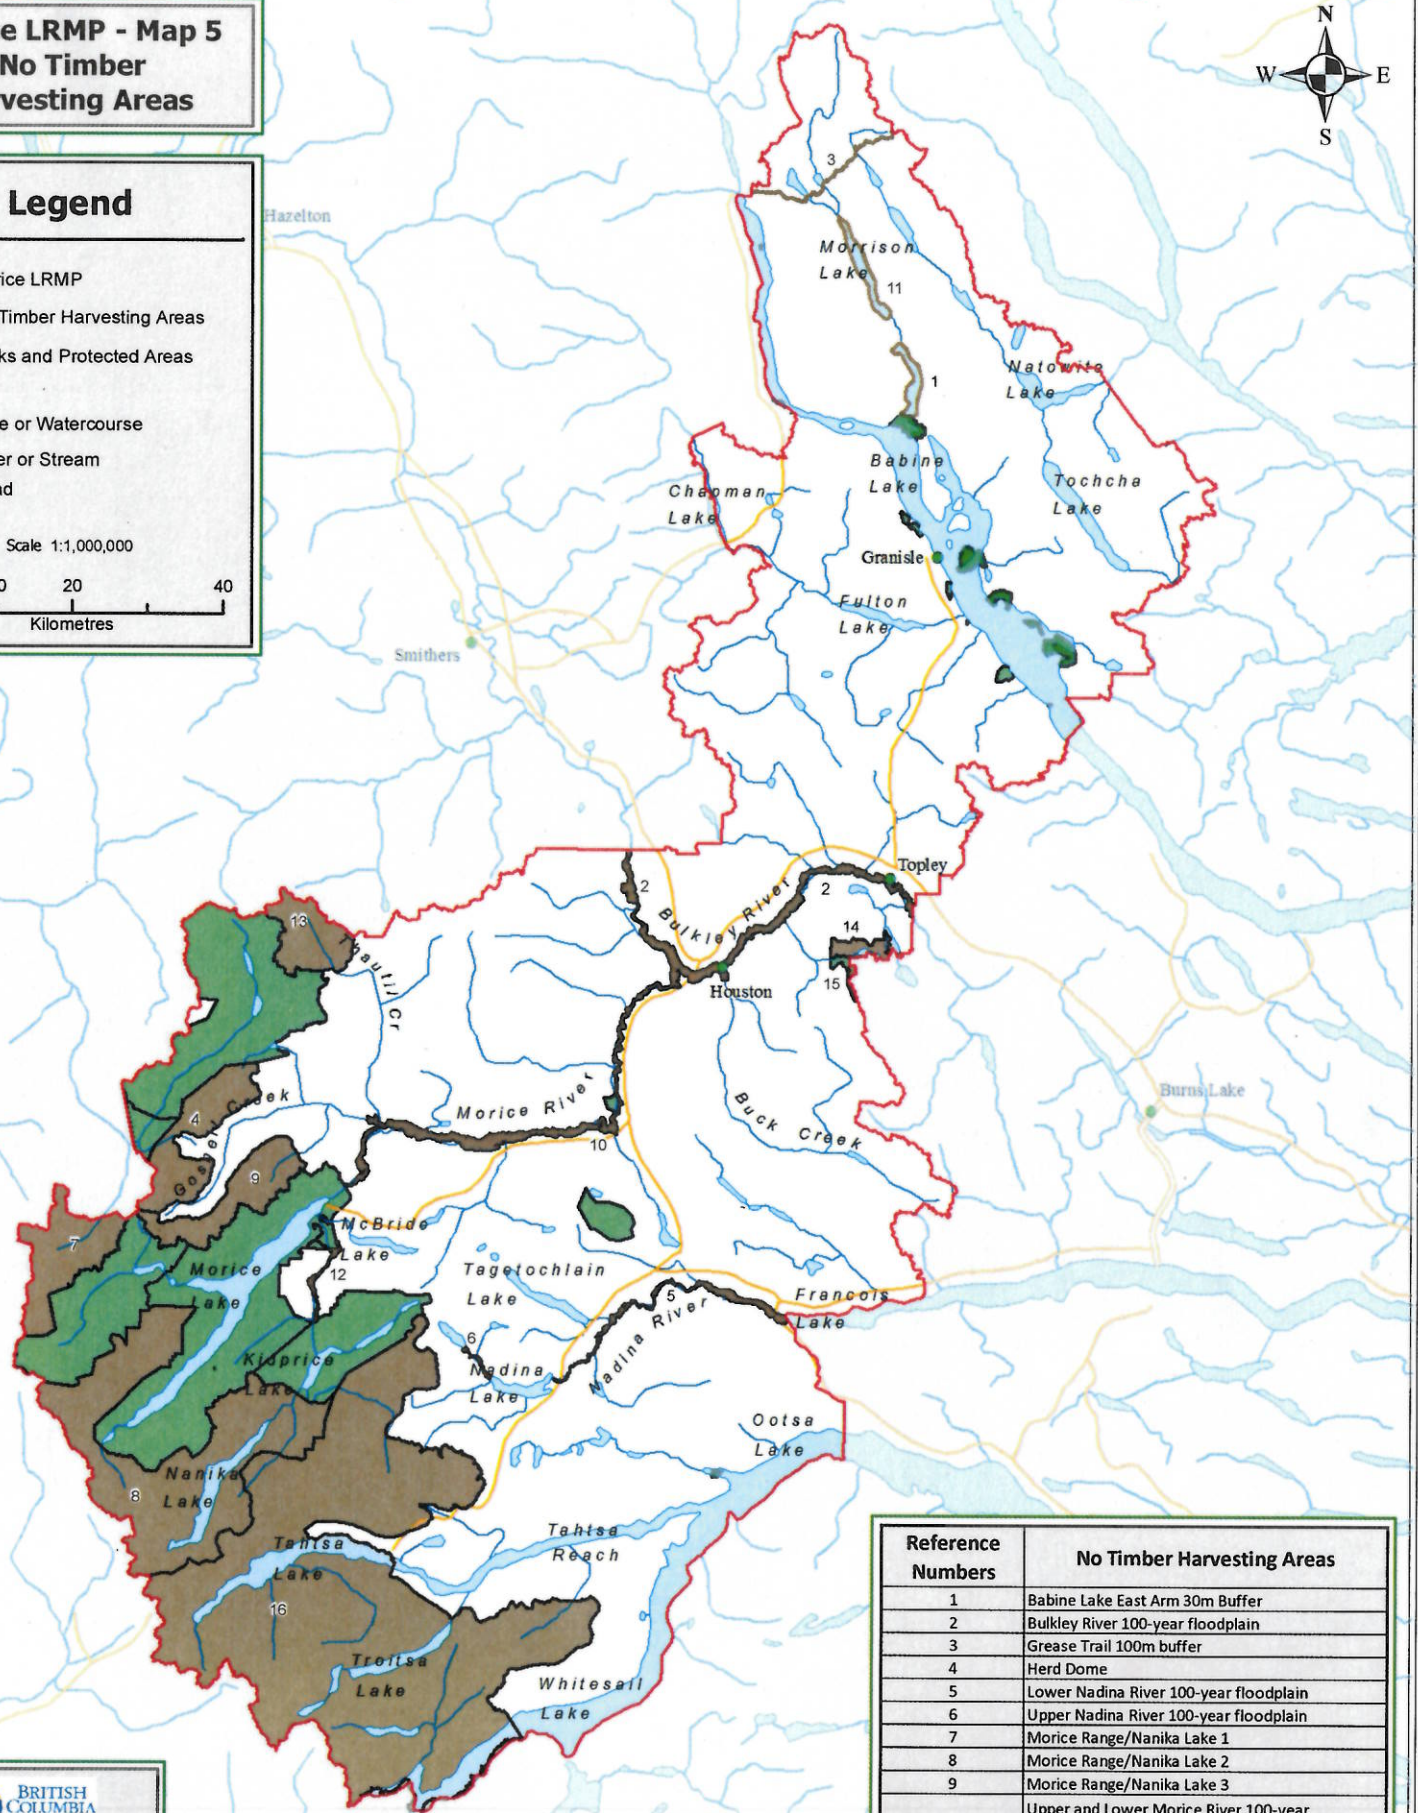 e LRMP - Map 5
No Timber
vesting Areas
N
W E
S
Legend
ice LRMP
Timber Harvesting Areas
ks and Protected Areas
e or Watercourse
er or Stream
ad
Scale 1:1,000,000
0 20 40
Kilometres
Hazelton
3
Morrison
Lake
11
1
Natowite
Lake
Babine
Lake
Tochcha
Lake
Chapman
Lake
Granisle
Fulton
Lake
Smithers
Topley
2
2
Bulkley River
14
15
Houston
13
Thautil Cr
Burns Lake
4
Gosnel Creek
Morice River
10
Buck Creek
9
7
McBride
Lake
12
Morice
Lake
Tagetochlain
Lake
5
Nadina River
Francois
Lake
6
Nadina
Lake
Kidprice
Lake
Ootsa
Lake
8
Nanika
Lake
Tahtsa
Lake
Tahtsa
Reach
16
Troitsa
Lake
Whitesail
Lake
Reference
Numbers
No Timber Harvesting Areas
1 Babine Lake East Arm 30m Buffer
2 Bulkley River 100-year floodplain
3 Grease Trail 100m buffer
4 Herd Dome
5 Lower Nadina River 100-year floodplain
6 Upper Nadina River 100-year floodplain
7 Morice Range/Nanika Lake 1
8 Morice Range/Nanika Lake 2
9 Morice Range/Nanika Lake 3
Upper and Lower Morice River 100-year
BRITISH
COLUMBIA